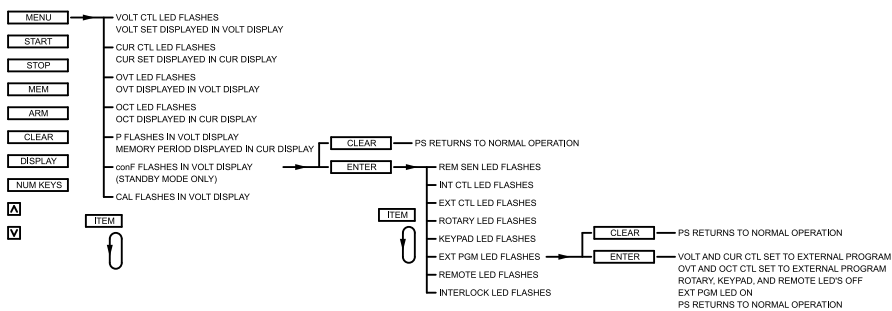 MENU
START
STOP
MEM
ARM
CLEAR
DISPLAY
NUM KEYS
VOLT CTL LED FLASHES
VOLT SET DISPLAYED IN VOLT DISPLAY
CUR CTL LED FLASHES
CUR SET DISPLAYED IN CUR DISPLAY
OVT LED FLASHES
OVT DISPLAYED IN VOLT DISPLAY
OCT LED FLASHES
OCT DISPLAYED IN CUR DISPLAY
P FLASHES IN VOLT DISPLAY
MEMORY PERIOD DISPLAYED IN CUR DISPLAY
conF FLASHES IN VOLT DISPLAY
(STANDBY MODE ONLY)
CAL FLASHES IN VOLT DISPLAY
ITEM
CLEAR
PS RETURNS TO NORMAL OPERATION
ENTER
REM SEN LED FLASHES
INT CTL LED FLASHES
EXT CTL LED FLASHES
ROTARY LED FLASHES
KEYPAD LED FLASHES
EXT PGM LED FLASHES
REMOTE LED FLASHES
INTERLOCK LED FLASHES
ITEM
CLEAR
PS RETURNS TO NORMAL OPERATION
ENTER
VOLT AND CUR CTL SET TO EXTERNAL PROGRAM
OVT AND OCT CTL SET TO EXTERNAL PROGRAM
ROTARY, KEYPAD, AND REMOTE LED'S OFF
EXT PGM LED ON
PS RETURNS TO NORMAL OPERATION